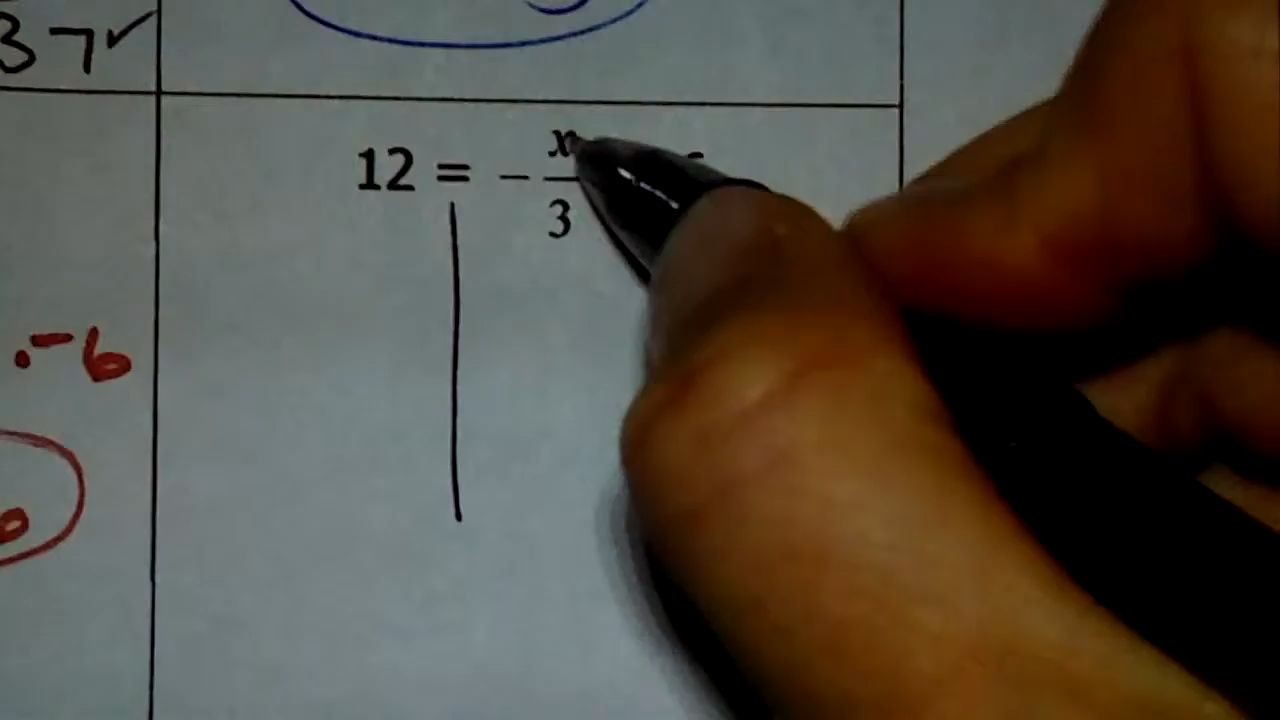 37✓
12 = -x/3
.-6